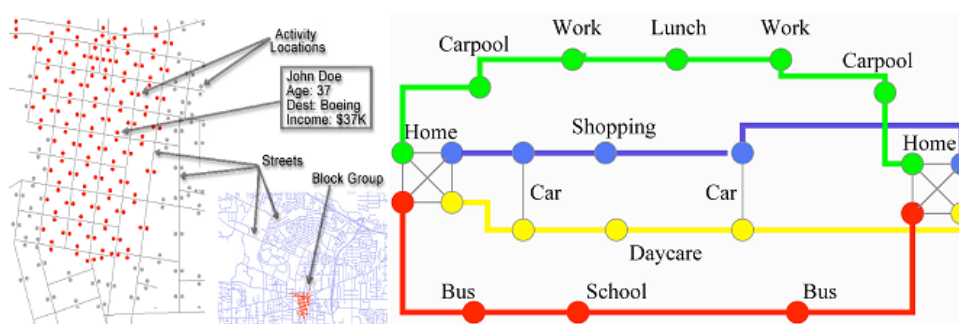 Activity
Locations
John Doe
Age: 37
Dest: Boeing
Income: $37K
Streets
Block Group
Carpool
Work
Lunch
Work
Carpool
Home
Shopping
Home
Car
Car
Daycare
Bus
School
Bus